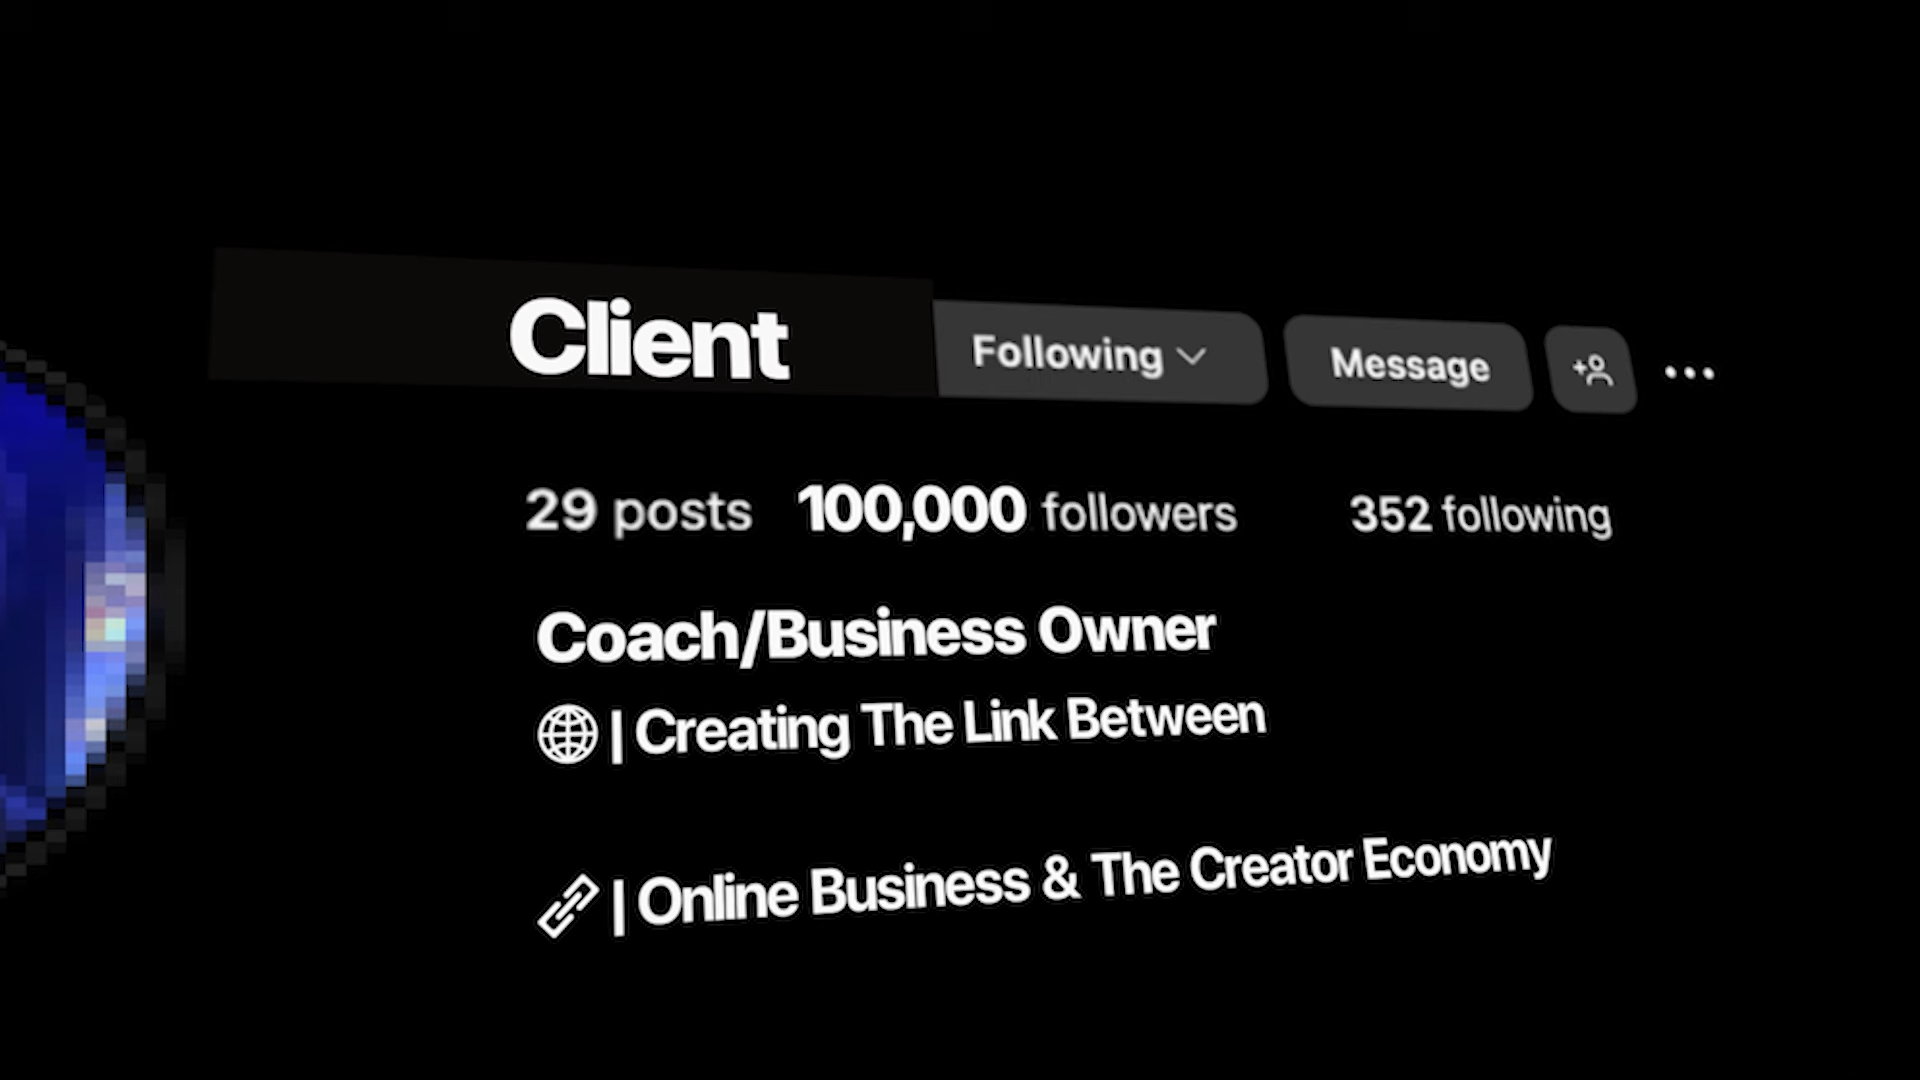 Client Following Message
29 posts 100,000 followers 352 following
Coach/Business Owner
| Creating The Link Between
| Online Business & The Creator Economy